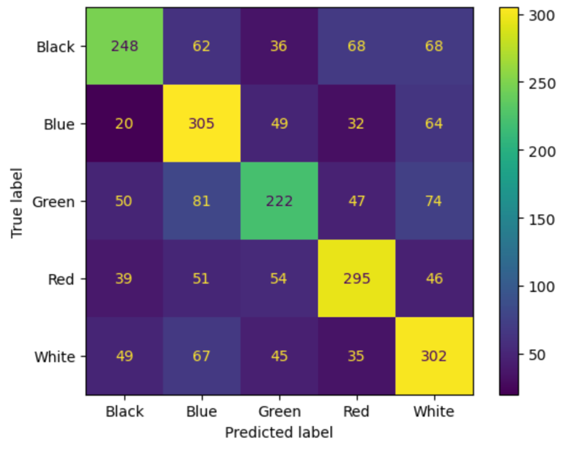 Black 248 62 36 68 68
Blue 20 305 49 32 64
Green 50 81 222 47 74
Red 39 51 54 295 46
White 49 67 45 35 302
Black Blue Green Red White
Predicted label
True label
300
250
200
150
100
50